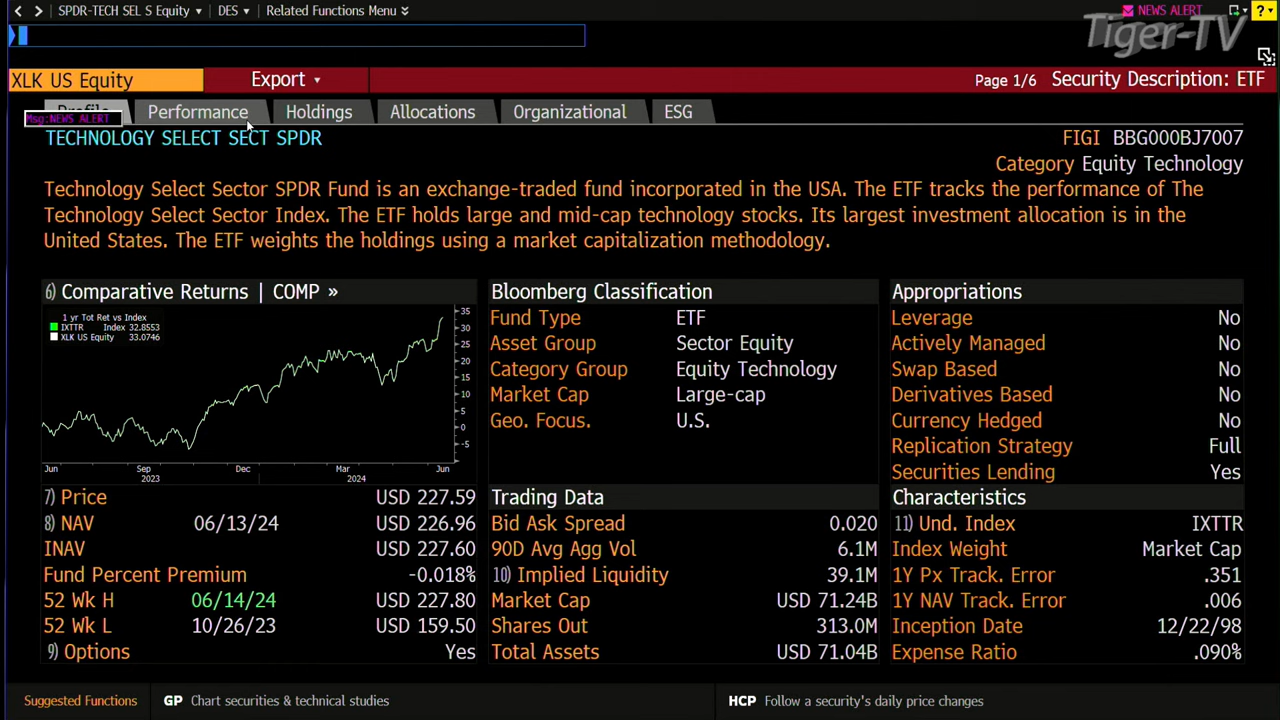 SPDR-TECH SEL S Equity DES Related Functions Menu
NEWS ALERT
?
Tiger-TV
XLK US Equity Export Page 1/6 Security Description: ETF
Profile Performance Holdings Allocations Organizational ESG
Msg:NEWS ALERT
TECHNOLOGY SELECT SECT SPDR FIGI BBG000BJ7007
Category Equity Technology
Technology Select Sector SPDR Fund is an exchange-traded fund incorporated in the USA. The ETF tracks the performance of The
Technology Select Sector Index. The ETF holds large and mid-cap technology stocks. Its largest investment allocation is in the
United States. The ETF weights the holdings using a market capitalization methodology.
6) Comparative Returns | COMP »
1 yr Tot Ret vs Index
IXTTR Index 32.8553
XLK US Equity 33.0746
35
30
25
20
15
10
5
0
-5
Jun Sep Dec Mar Jun
2023 2024
7) Price USD 227.59
8) NAV 06/13/24 USD 226.96
INAV USD 227.60
Fund Percent Premium -0.018%
52 Wk H 06/14/24 USD 227.80
52 Wk L 10/26/23 USD 159.50
9) Options Yes
Bloomberg Classification
Fund Type ETF
Asset Group Sector Equity
Category Group Equity Technology
Market Cap Large-cap
Geo. Focus. U.S.
Trading Data
Bid Ask Spread 0.020
90D Avg Agg Vol 6.1M
10) Implied Liquidity 39.1M
Market Cap USD 71.24B
Shares Out 313.0M
Total Assets USD 71.04B
Appropriations
Leverage No
Actively Managed No
Swap Based No
Derivatives Based No
Currency Hedged No
Replication Strategy Full
Securities Lending Yes
Characteristics
11) Und. Index IXTTR
Index Weight Market Cap
1Y Px Track. Error .351
1Y NAV Track. Error .006
Inception Date 12/22/98
Expense Ratio .090%
Suggested Functions GP Chart securities & technical studies HCP Follow a security's daily price changes